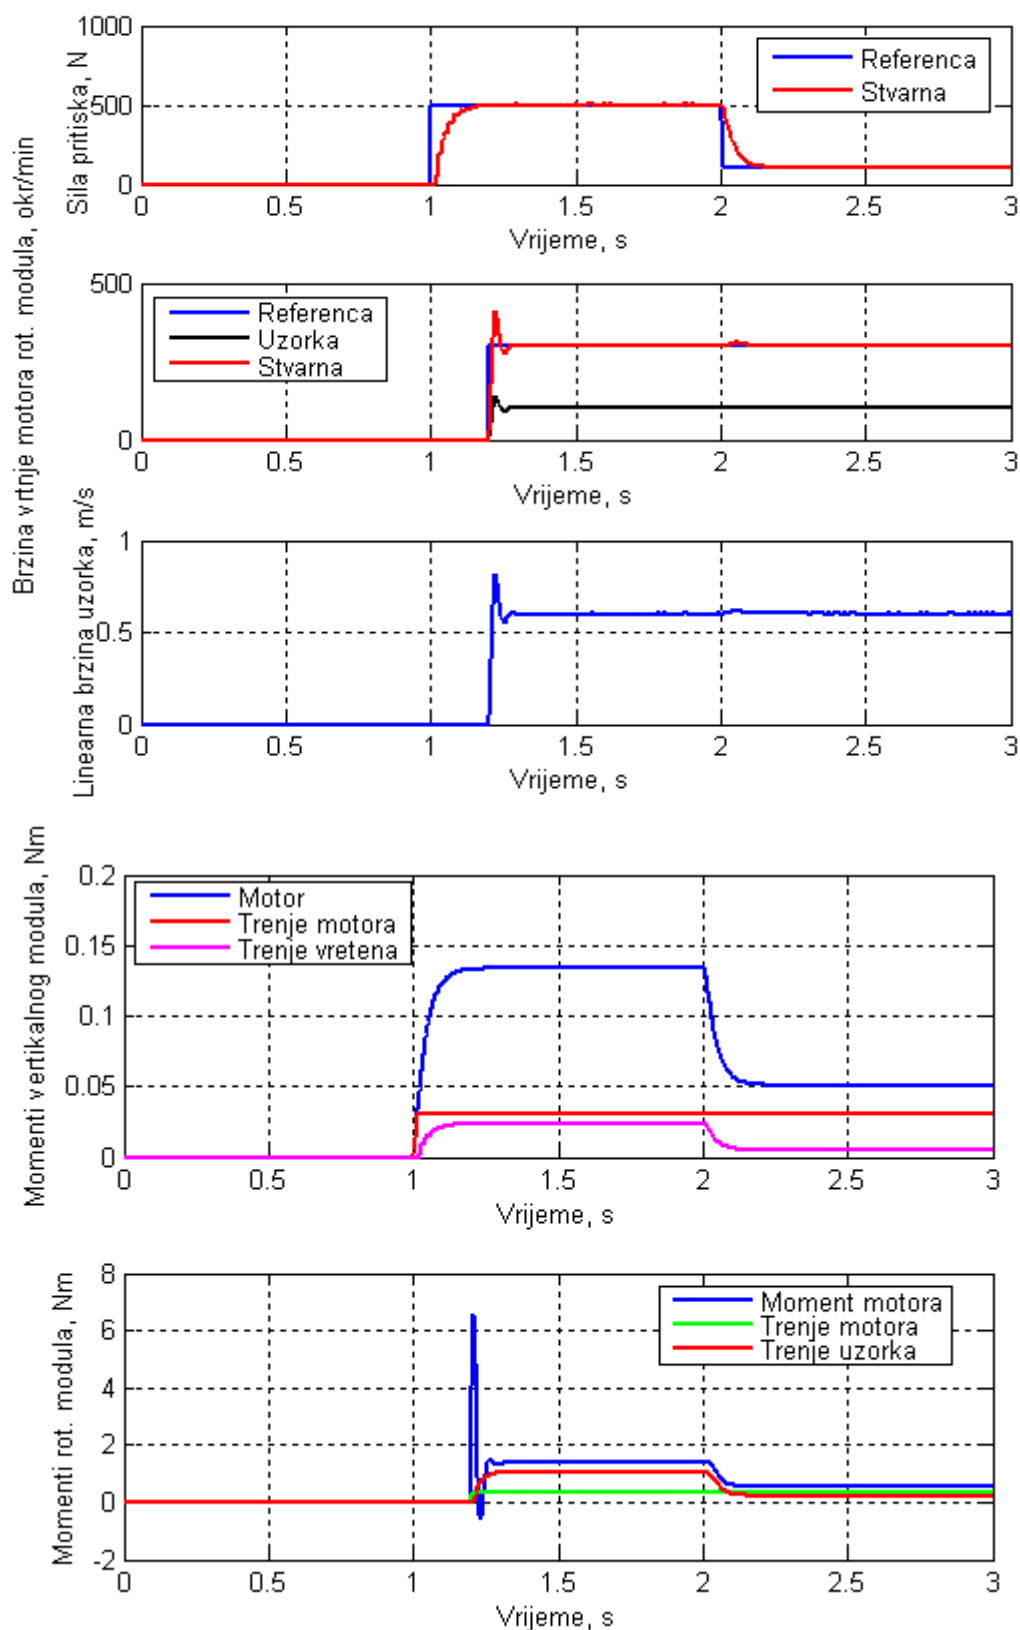 Sila pritiska, N
1000
500
0
Referenca
Stvarna
0 0.5 1 1.5 2 2.5 3
Vrijeme, s
Brzina vrtnje motora rot. modula, okr/min
500
0
Referenca
Uzorka
Stvarna
0 0.5 1 1.5 2 2.5 3
Vrijeme, s
Linearna brzina uzorka, m/s
1
0.5
0
0 0.5 1 1.5 2 2.5 3
Vrijeme, s
Momenti vertikalnog modula, Nm
0.2
0.15
0.1
0.05
0
Motor
Trenje motora
Trenje vretena
0 0.5 1 1.5 2 2.5 3
Vrijeme, s
Momenti rot. modula, Nm
8
6
4
2
0
-2
Moment motora
Trenje motora
Trenje uzorka
0 0.5 1 1.5 2 2.5 3
Vrijeme, s